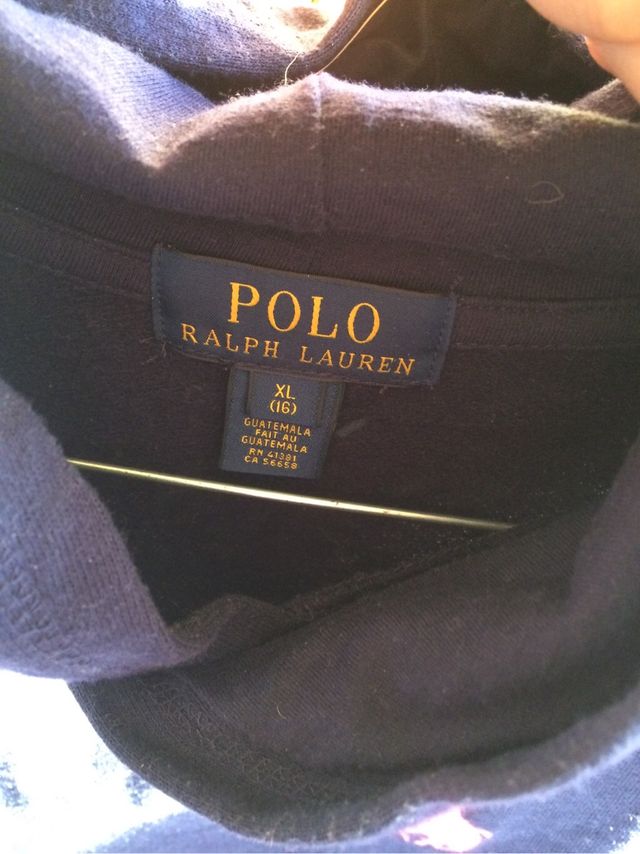 POLO
RALPH LAUREN
XL
(16)
GUATEMALA
FAIT AU
GUATEMALA
RN 41381
CA 56658